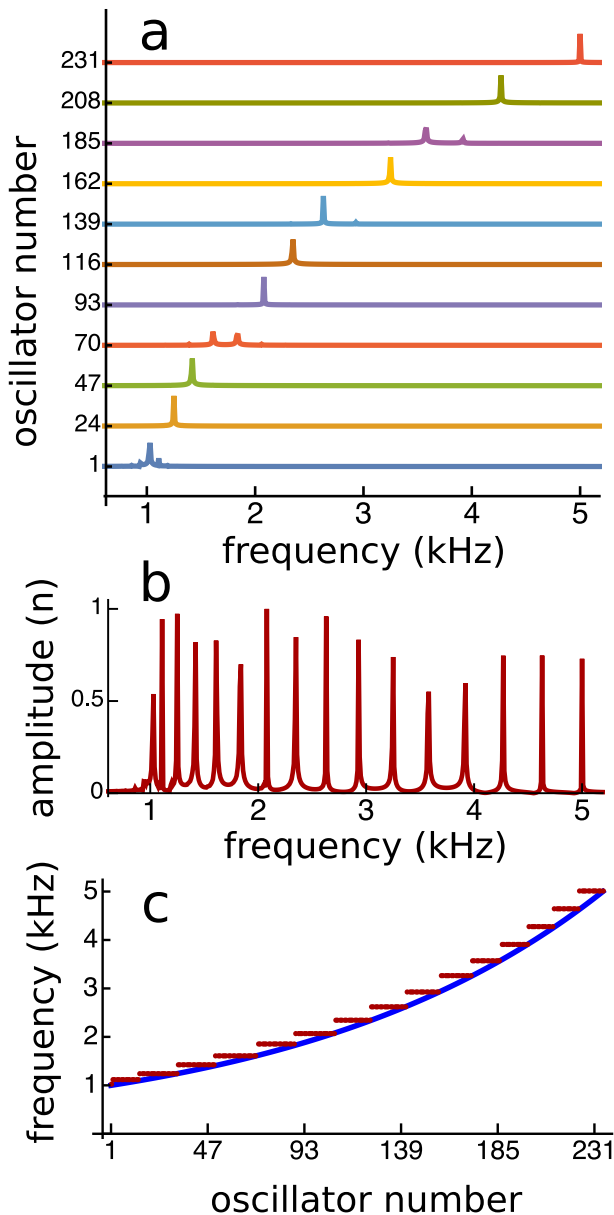 a
231
208
185
162
139
116
93
70
47
24
1
oscillator number
1 2 3 4 5
frequency (kHz)
b
1
0.5
0
amplitude (n)
1 2 3 4 5
frequency (kHz)
c
5
4
3
2
1
frequency (kHz)
1 47 93 139 185 231
oscillator number